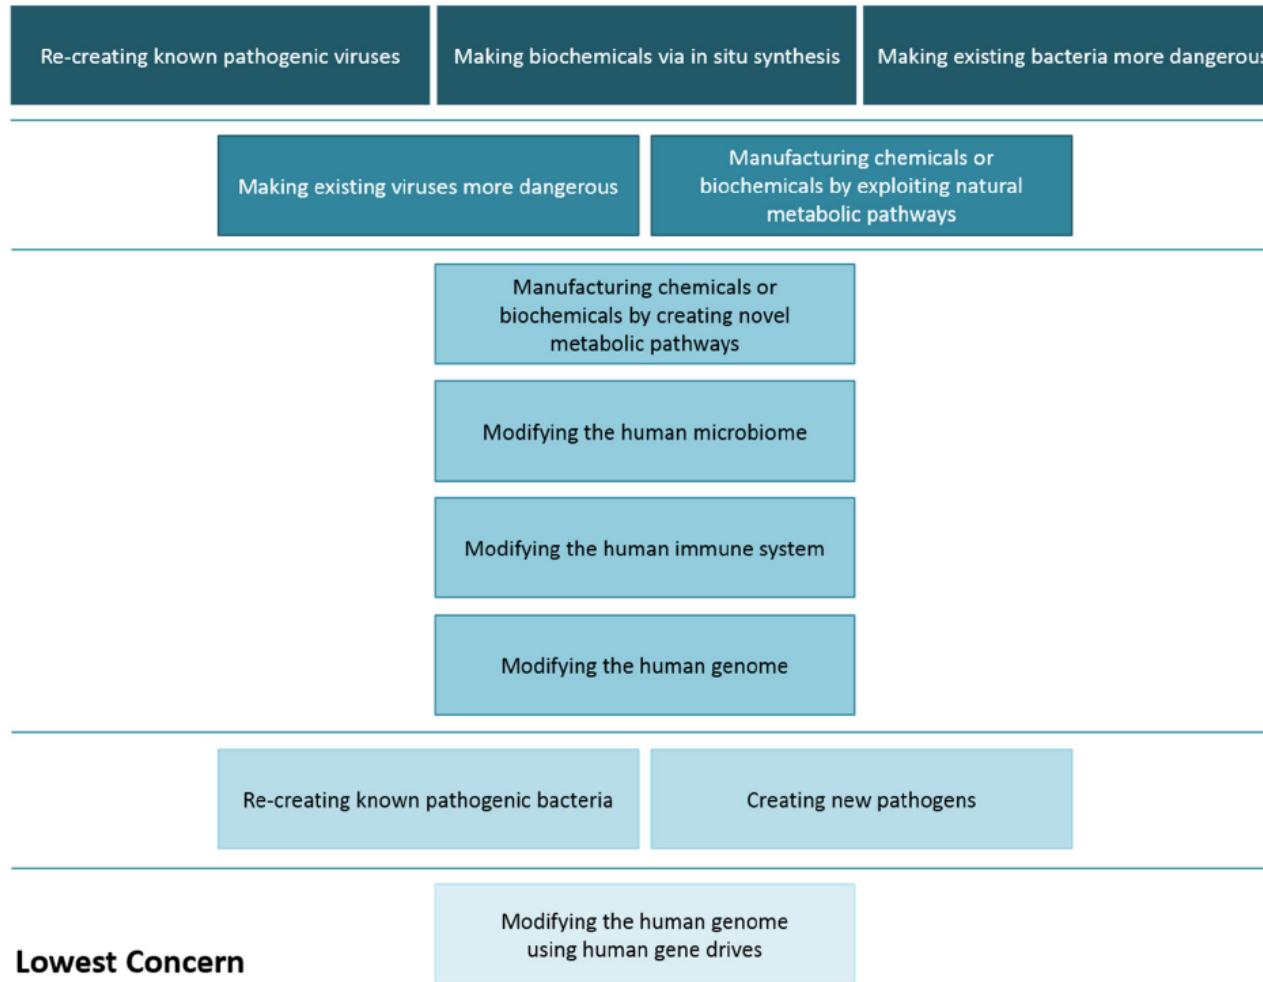 Re-creating known pathogenic viruses
Making biochemicals via in situ synthesis
Making existing bacteria more dangerous
Making existing viruses more dangerous
Manufacturing chemicals or
biochemicals by exploiting natural
metabolic pathways
Manufacturing chemicals or
biochemicals by creating novel
metabolic pathways
Modifying the human microbiome
Modifying the human immune system
Modifying the human genome
Re-creating known pathogenic bacteria
Creating new pathogens
Modifying the human genome
using human gene drives
Lowest Concern